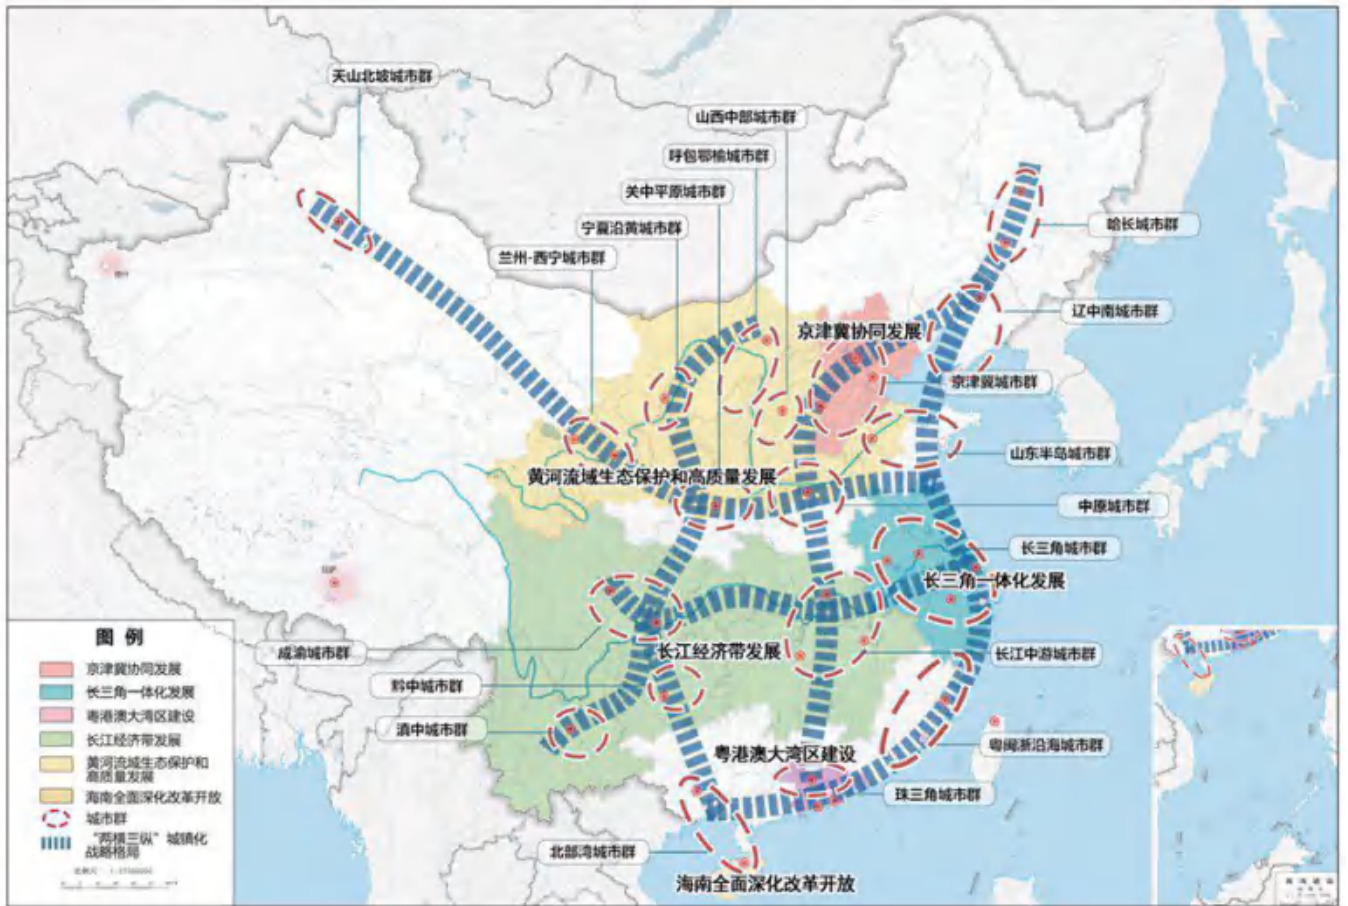 天山北坡城市群
山西中部城市群
呼包鄂榆城市群
关中平原城市群
宁夏沿黄城市群
兰州-西宁城市群
哈长城市群
辽中南城市群
京津冀协同发展
京津冀城市群
山东半岛城市群
黄河流域生态保护和高质量发展
中原城市群
长三角城市群
长三角一体化发展
成渝城市群
长江经济带发展
长江中游城市群
黔中城市群
滇中城市群
粤闽浙沿海城市群
粤港澳大湾区建设
珠三角城市群
北部湾城市群
海南全面深化改革开放
图 例
京津冀协同发展
长三角一体化发展
粤港澳大湾区建设
长江经济带发展
黄河流域生态保护和
高质量发展
海南全面深化改革开放
城市群
“两横三纵”城镇化
战略格局